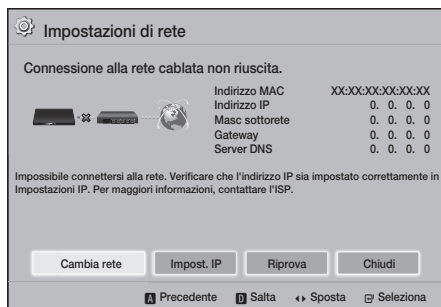 Impostazioni di rete
Connessione alla rete cablata non riuscita.
Indirizzo MAC XX:XX:XX:XX:XX:XX
Indirizzo IP 0. 0. 0. 0
Masc sottorete 0. 0. 0. 0
Gateway 0. 0. 0. 0
Server DNS 0. 0. 0. 0
Impossibile connettersi alla rete. Verificare che l'indirizzo IP sia impostato correttamente in
Impostazioni IP. Per maggiori informazioni, contattare l'ISP.
Cambia rete Impost. IP Riprova Chiudi
A Precedente D Salta Sposta Seleziona